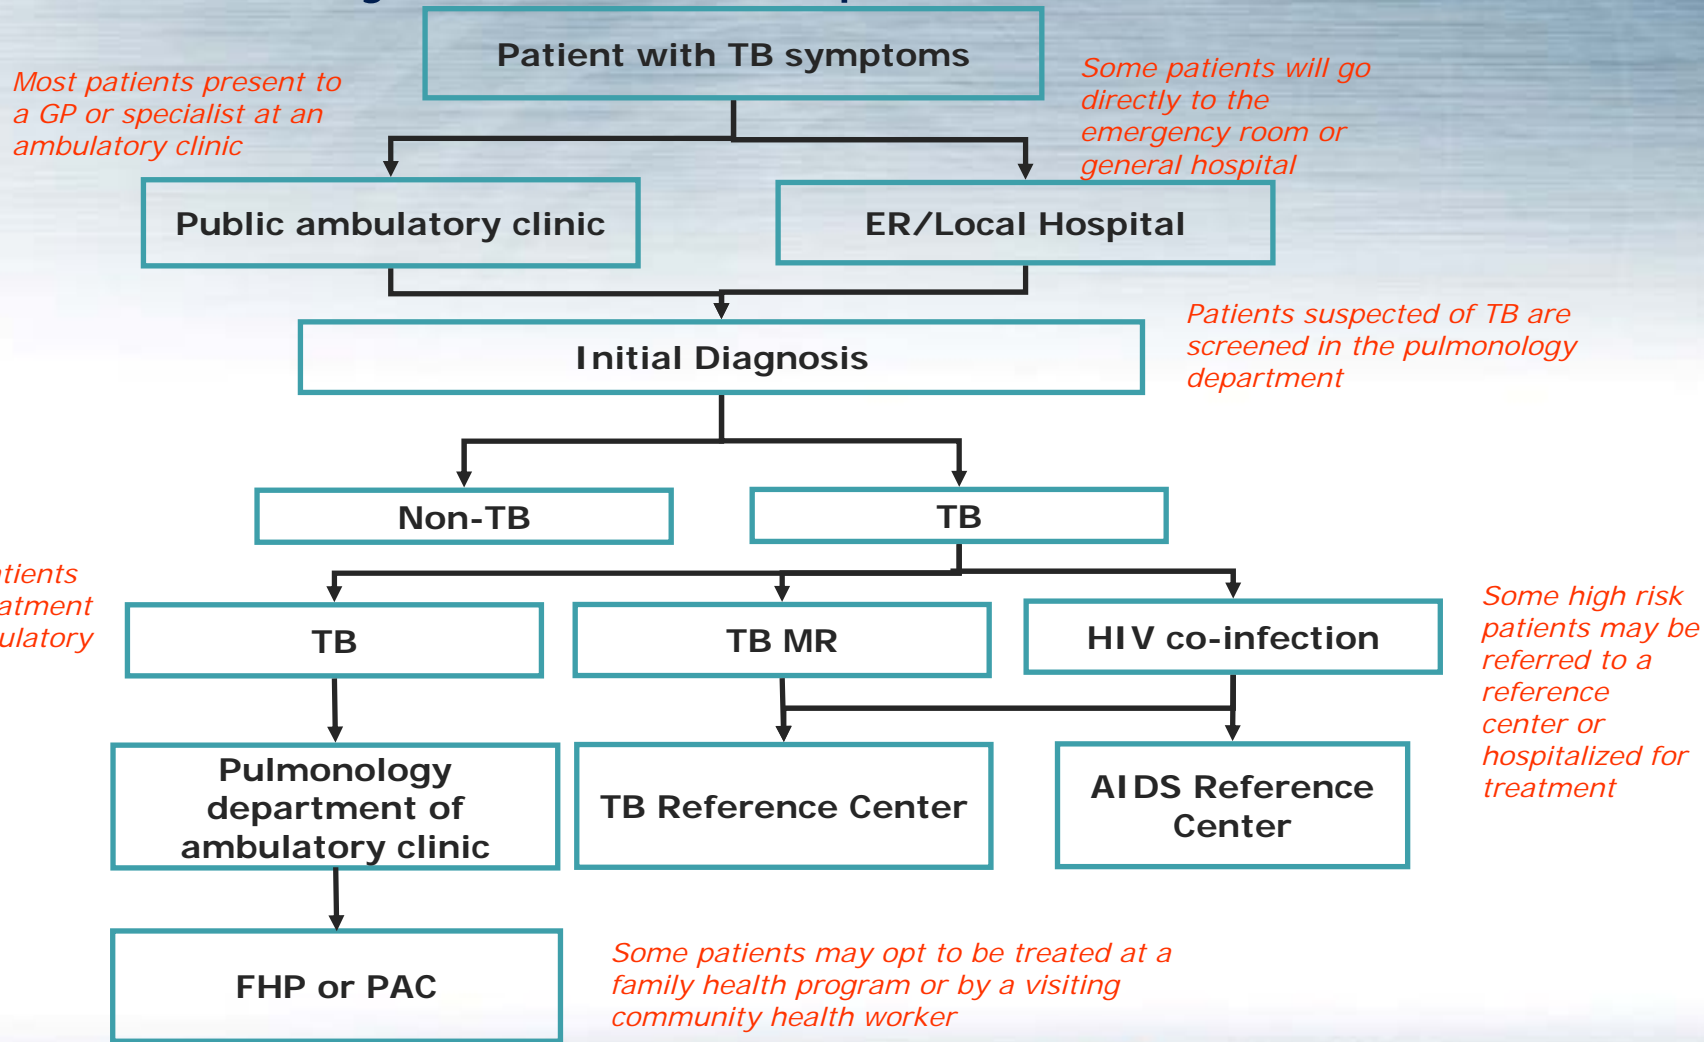 Patient with TB symptoms
Most patients present to
a GP or specialist at an
ambulatory clinic
Some patients will go
directly to the
emergency room or
general hospital
Public ambulatory clinic
ER/Local Hospital
Initial Diagnosis
Patients suspected of TB are
screened in the pulmonology
department
Non-TB
TB
TB
TB MR
HIV co-infection
Some high risk
patients may be
referred to a
reference
center or
hospitalized for
treatment
Pulmonology
department of
ambulatory clinic
TB Reference Center
AIDS Reference
Center
FHP or PAC
Some patients may opt to be treated at a
family health program or by a visiting
community health worker